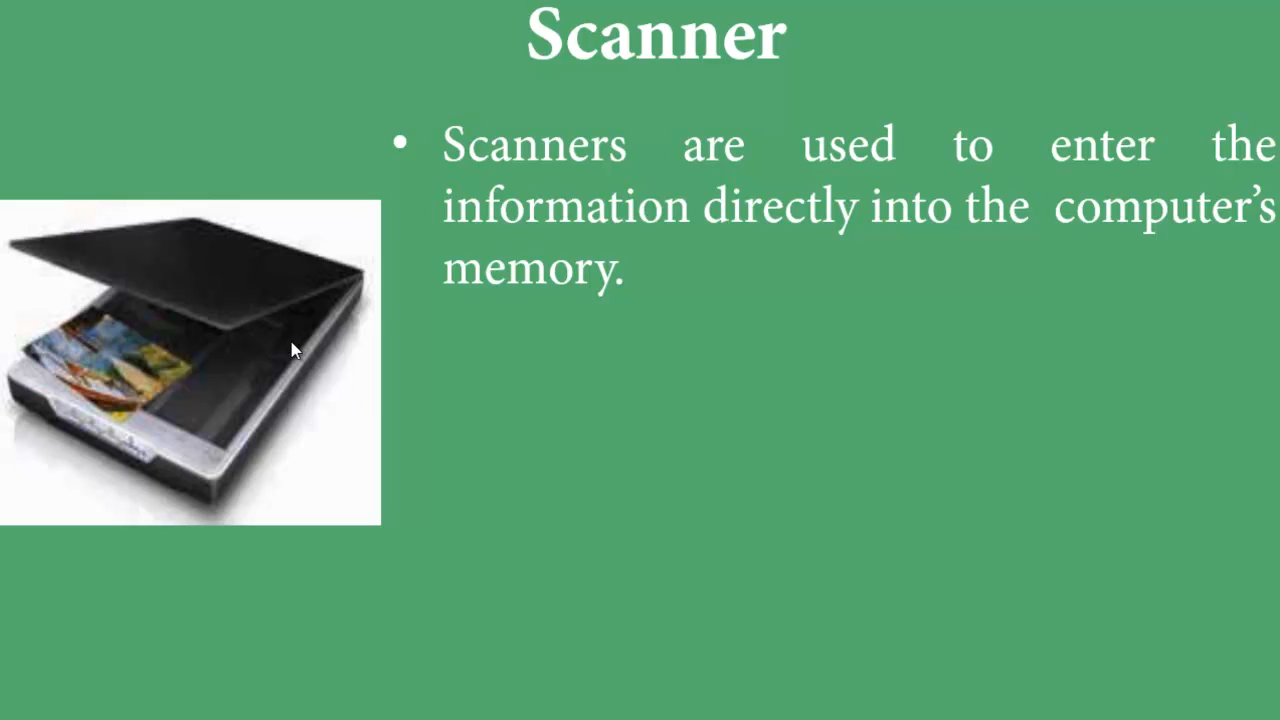 Scanner
• Scanners are used to enter the
information directly into the computer’s
memory.